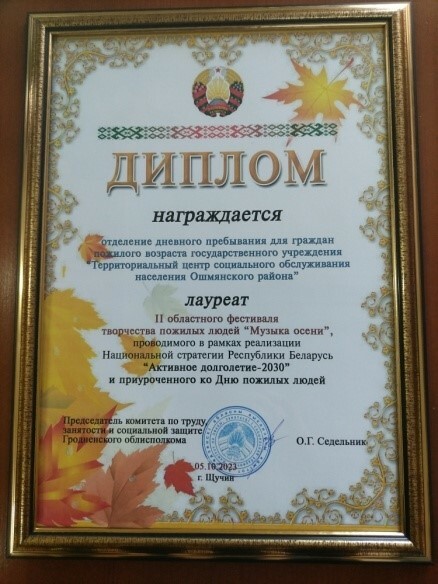 ДИПЛОМ
награждается
отделение дневного пребывания для граждан
пожилого возраста государственного учреждения
"Территориальный центр социального обслуживания
населения Ошмянского района"
лауреат
II областного фестиваля
творчества пожилых людей "Музыка осени",
проводимого в рамках реализации
Национальной стратегии Республики Беларусь
"Активное долголетие-2030"
и приуроченного ко Дню пожилых людей
Председатель комитета по труду,
занятости и социальной защите
Гродненского облисполкома
О.Г. Седельник
05.10.2023
г. Щучин